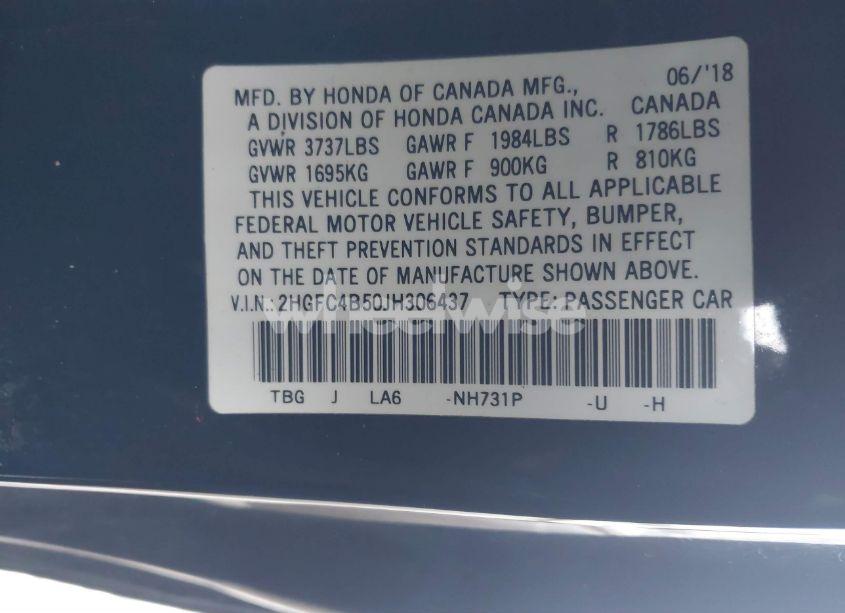 MFD. BY HONDA OF CANADA MFG., 06/'18
A DIVISION OF HONDA CANADA INC. CANADA
GVWR 3737LBS GAWR F 1984LBS R 1786LBS
GVWR 1695KG GAWR F 900KG R 810KG
THIS VEHICLE CONFORMS TO ALL APPLICABLE
FEDERAL MOTOR VEHICLE SAFETY, BUMPER,
AND THEFT PREVENTION STANDARDS IN EFFECT
ON THE DATE OF MANUFACTURE SHOWN ABOVE.
V.I.N.: 2HGFC4B50JH306437 TYPE: PASSENGER CAR
wheelwise
TBG J LA6 -NH731P -U -H